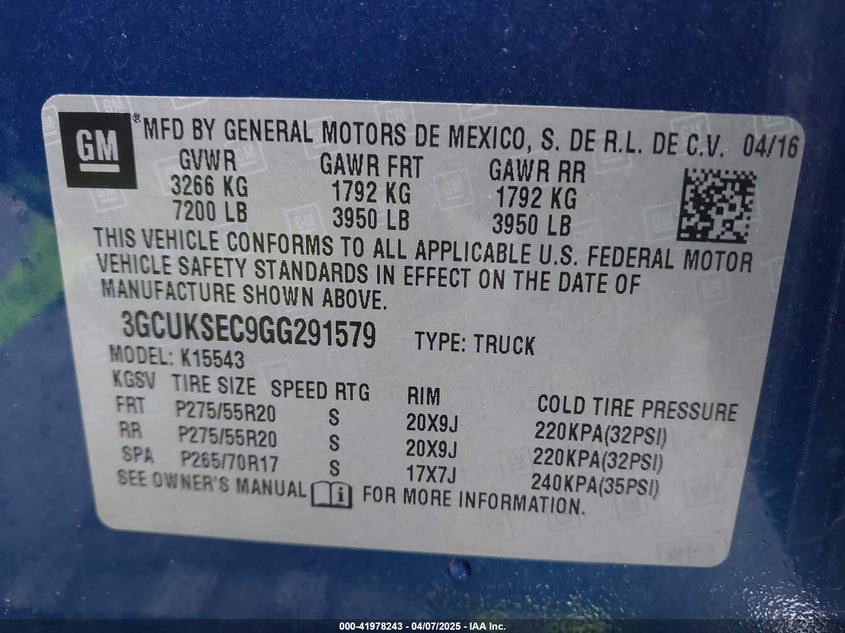 GM ® MFD BY GENERAL MOTORS DE MEXICO, S. DE R.L. DE C.V. 04/16
GVWR GAWR FRT GAWR RR
3266 KG 1792 KG 1792 KG
7200 LB 3950 LB 3950 LB
THIS VEHICLE CONFORMS TO ALL APPLICABLE U.S. FEDERAL MOTOR
VEHICLE SAFETY STANDARDS IN EFFECT ON THE DATE OF
MANUFACTURE SHOWN ABOVE.
3GCUKSEC9GG291579 TYPE: TRUCK
MODEL: K15543
KGSV TIRE SIZE SPEED RTG RIM COLD TIRE PRESSURE
FRT P275/55R20 S 20X9J 220KPA(32PSI)
RR P275/55R20 S 20X9J 220KPA(32PSI)
SPA P265/70R17 S 17X7J 240KPA(35PSI)
SEE OWNER'S MANUAL FOR MORE INFORMATION.
000-41978243 - 04/07/2025 - IAA Inc.